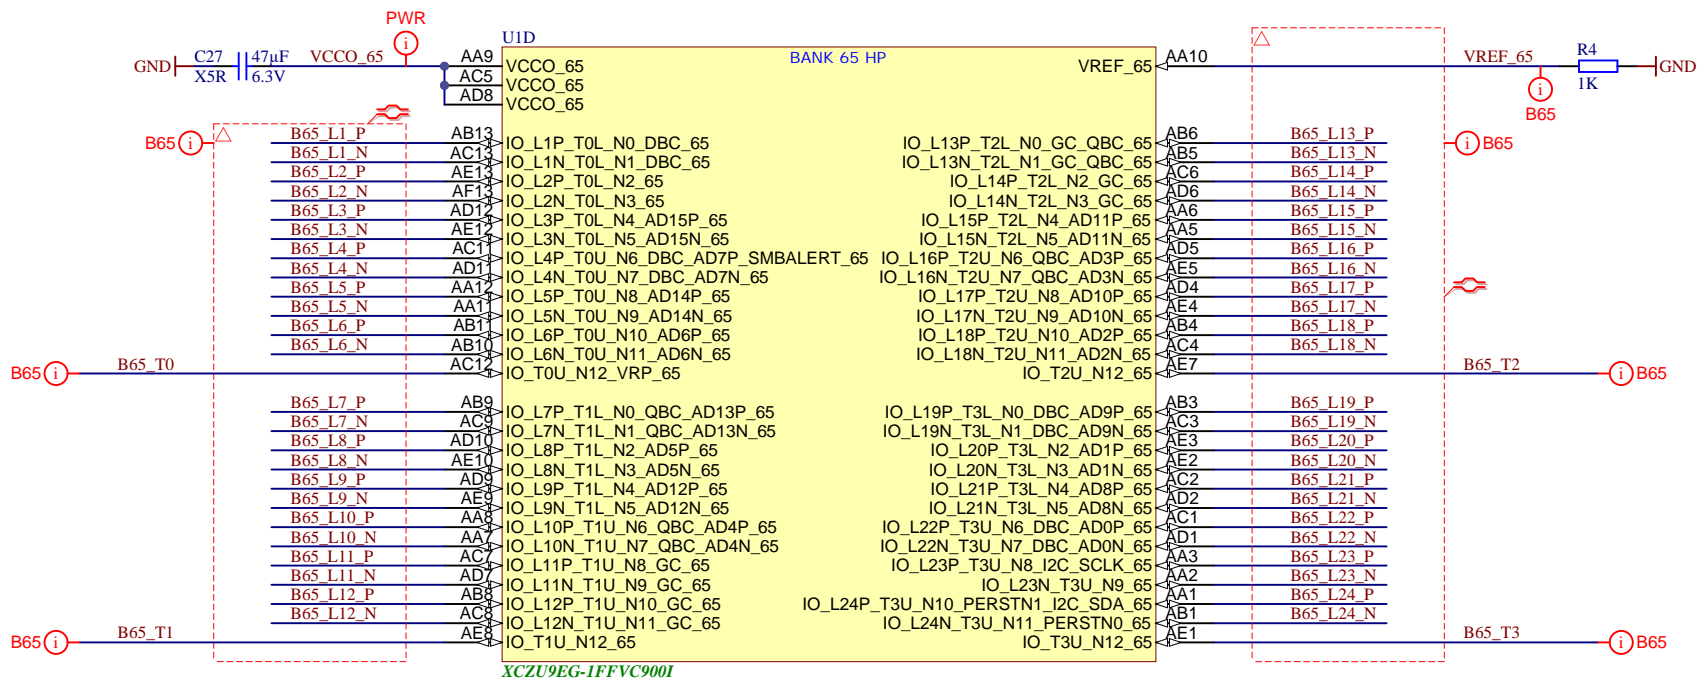 PWR
U1D
BANK 65 HP
GND C27 47µF VCCO_65 AA9 VCCO_65 VREF_65 AA10 VREF_65 R4 GND
X5R 6.3V AC5 VCCO_65 1K
AD8 VCCO_65 B65
B65 B65_L1_P AB13 IO_L1P_T0L_N0_DBC_65 IO_L13P_T2L_N0_GC_QBC_65 AB6 B65_L13_P B65
B65_L1_N AC13 IO_L1N_T0L_N1_DBC_65 IO_L13N_T2L_N1_GC_QBC_65 AB5 B65_L13_N
B65_L2_P AE13 IO_L2P_T0L_N2_65 IO_L14P_T2L_N2_GC_65 AC6 B65_L14_P
B65_L2_N AF13 IO_L2N_T0L_N3_65 IO_L14N_T2L_N3_GC_65 AD6 B65_L14_N
B65_L3_P AD12 IO_L3P_T0L_N4_AD15P_65 IO_L15P_T2L_N4_AD11P_65 AA6 B65_L15_P
B65_L3_N AE12 IO_L3N_T0L_N5_AD15N_65 IO_L15N_T2L_N5_AD11N_65 AA5 B65_L15_N
B65_L4_P AC11 IO_L4P_T0U_N6_DBC_AD7P_SMBALERT_65 IO_L16P_T2U_N6_QBC_AD3P_65 AD5 B65_L16_P
B65_L4_N AD11 IO_L4N_T0U_N7_DBC_AD7N_65 IO_L16N_T2U_N7_QBC_AD3N_65 AE5 B65_L16_N
B65_L5_P AA12 IO_L5P_T0U_N8_AD14P_65 IO_L17P_T2U_N8_AD10P_65 AD4 B65_L17_P
B65_L5_N AA11 IO_L5N_T0U_N9_AD14N_65 IO_L17N_T2U_N9_AD10N_65 AE4 B65_L17_N
B65_L6_P AB11 IO_L6P_T0U_N10_AD6P_65 IO_L18P_T2U_N10_AD2P_65 AB4 B65_L18_P
B65_L6_N AB10 IO_L6N_T0U_N11_AD6N_65 IO_L18N_T2U_N11_AD2N_65 AC4 B65_L18_N
B65 B65_T0 AC12 IO_T0U_N12_VRP_65 IO_T2U_N12_65 AE7 B65_T2 B65
B65_L7_P AB9 IO_L7P_T1L_N0_QBC_AD13P_65 IO_L19P_T3L_N0_DBC_AD9P_65 AB3 B65_L19_P
B65_L7_N AC9 IO_L7N_T1L_N1_QBC_AD13N_65 IO_L19N_T3L_N1_DBC_AD9N_65 AC3 B65_L19_N
B65_L8_P AD10 IO_L8P_T1L_N2_AD5P_65 IO_L20P_T3L_N2_AD1P_65 AE3 B65_L20_P
B65_L8_N AE10 IO_L8N_T1L_N3_AD5N_65 IO_L20N_T3L_N3_AD1N_65 AE2 B65_L20_N
B65_L9_P AD9 IO_L9P_T1L_N4_AD12P_65 IO_L21P_T3L_N4_AD8P_65 AC2 B65_L21_P
B65_L9_N AE9 IO_L9N_T1L_N5_AD12N_65 IO_L21N_T3L_N5_AD8N_65 AD2 B65_L21_N
B65_L10_P AA8 IO_L10P_T1U_N6_QBC_AD4P_65 IO_L22P_T3U_N6_DBC_AD0P_65 AC1 B65_L22_P
B65_L10_N AA7 IO_L10N_T1U_N7_QBC_AD4N_65 IO_L22N_T3U_N7_DBC_AD0N_65 AD1 B65_L22_N
B65_L11_P AC7 IO_L11P_T1U_N8_GC_65 IO_L23P_T3U_N8_I2C_SCLK_65 AA3 B65_L23_P
B65_L11_N AD7 IO_L11N_T1U_N9_GC_65 IO_L23N_T3U_N9_65 AA2 B65_L23_N
B65_L12_P AB8 IO_L12P_T1U_N10_GC_65 IO_L24P_T3U_N10_PERSTN1_I2C_SDA_65 AA1 B65_L24_P
B65_L12_N AC8 IO_L12N_T1U_N11_GC_65 IO_L24N_T3U_N11_PERSTN0_65 AB1 B65_L24_N
B65 B65_T1 AE8 IO_T1U_N12_65 IO_T3U_N12_65 AE1 B65_T3 B65
XCZU9EG-1FFVC900I